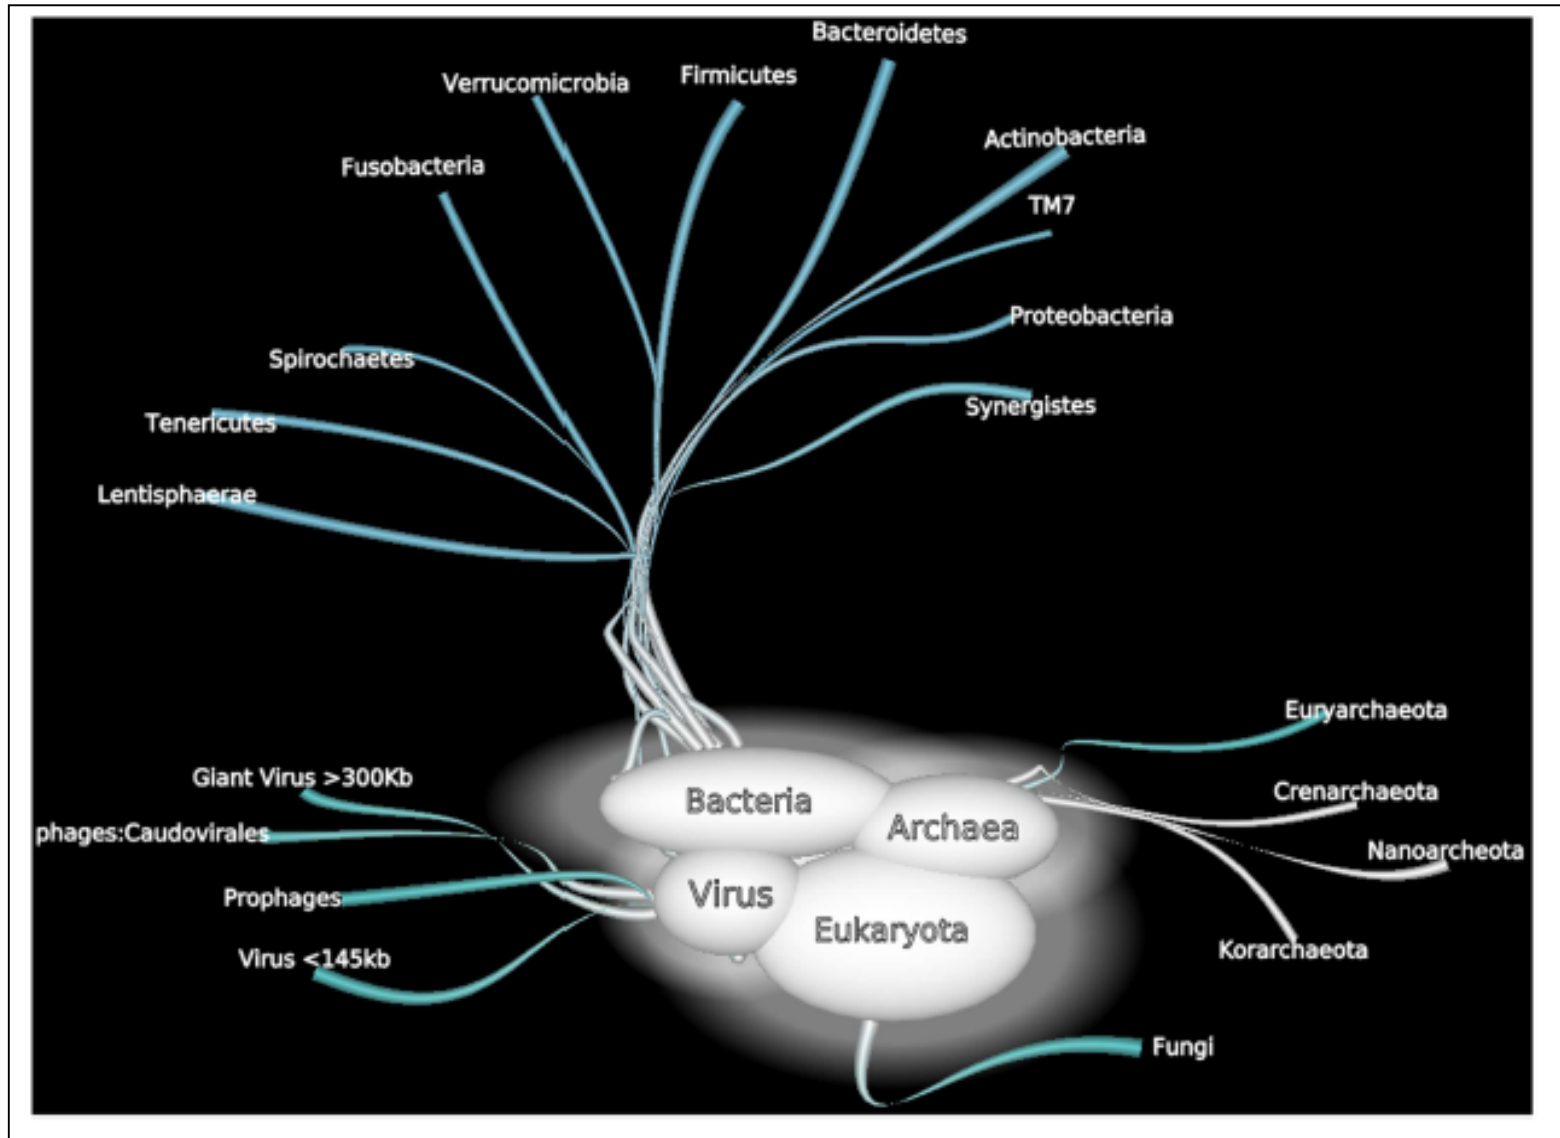 Bacteroidetes
Verrucomicrobia
Firmicutes
Actinobacteria
Fusobacteria
TM7
Proteobacteria
Spirochaetes
Synergistes
Tenericutes
Lentisphaerae
Euryarchaeota
Giant Virus >300Kb
Crenarchaeota
Bacteria
Archaea
phages:Caudovirales
Nanoarcheota
Virus
Prophages
Eukaryota
Korarchaeota
Virus <145kb
Fungi